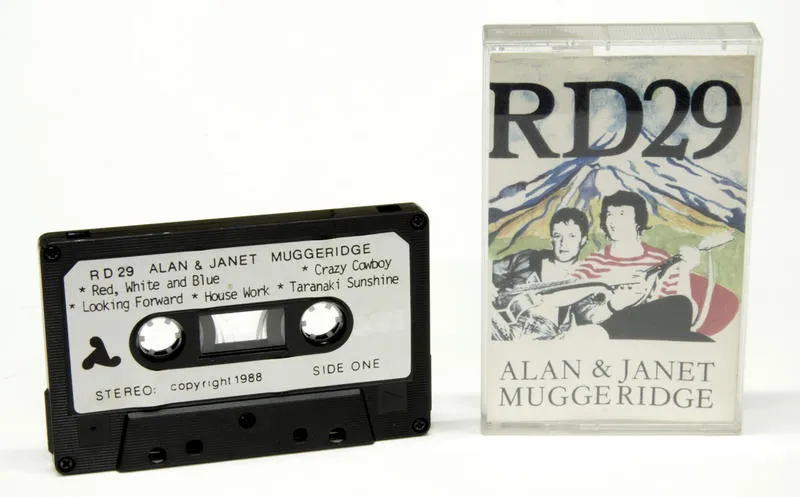 RD29 ALAN & JANET MUGGERIDGE
* Red, White and Blue * Crazy Cowboy
* Looking Forward * House Work * Taranaki Sunshine
STEREO: copyright 1988 SIDE ONE
RD29
ALAN & JANET
MUGGERIDGE